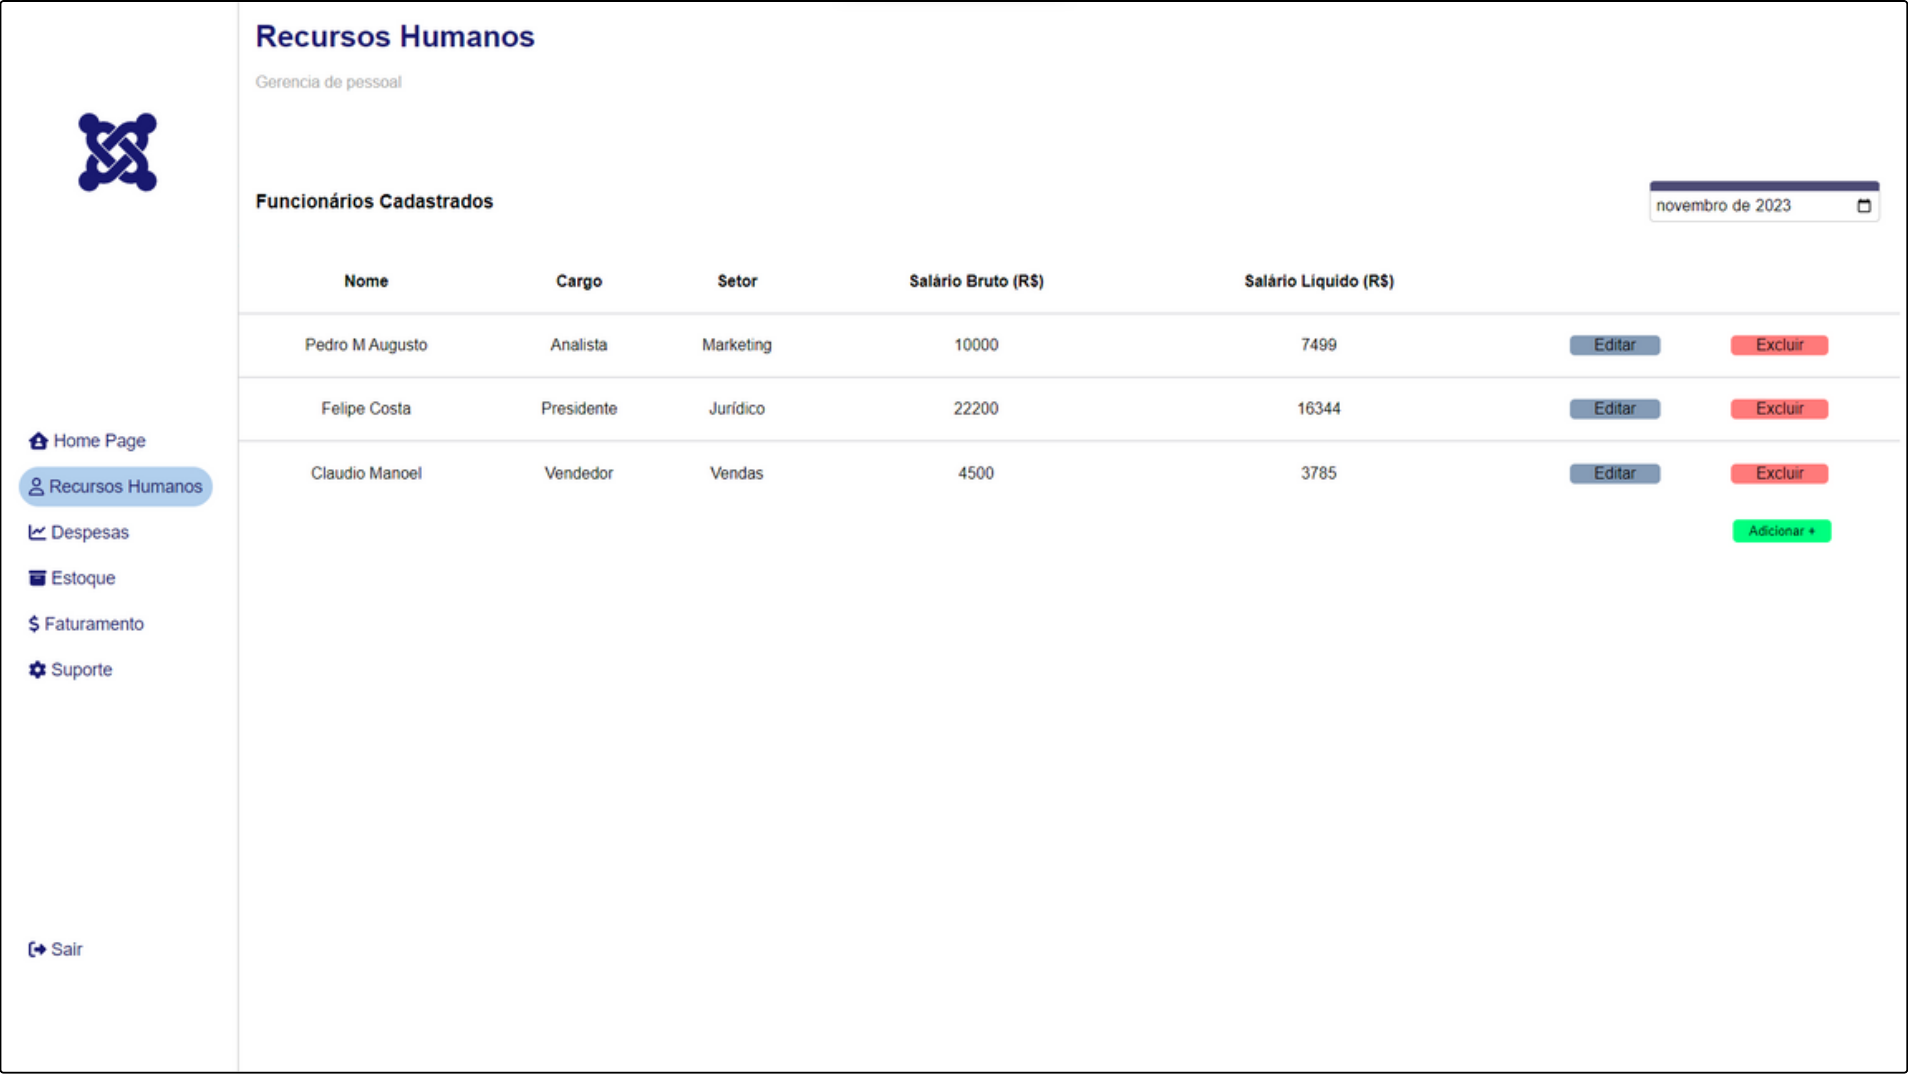 Recursos Humanos
Gerencia de pessoal
Funcionários Cadastrados
novembro de 2023
Nome Cargo Setor Salário Bruto (R$) Salário Líquido (R$)
Pedro M Augusto Analista Marketing 10000 7499 Editar Excluir
Felipe Costa Presidente Jurídico 22200 16344 Editar Excluir
Claudio Manoel Vendedor Vendas 4500 3785 Editar Excluir
Adicionar +
Home Page
Recursos Humanos
Despesas
Estoque
$ Faturamento
Suporte
Sair